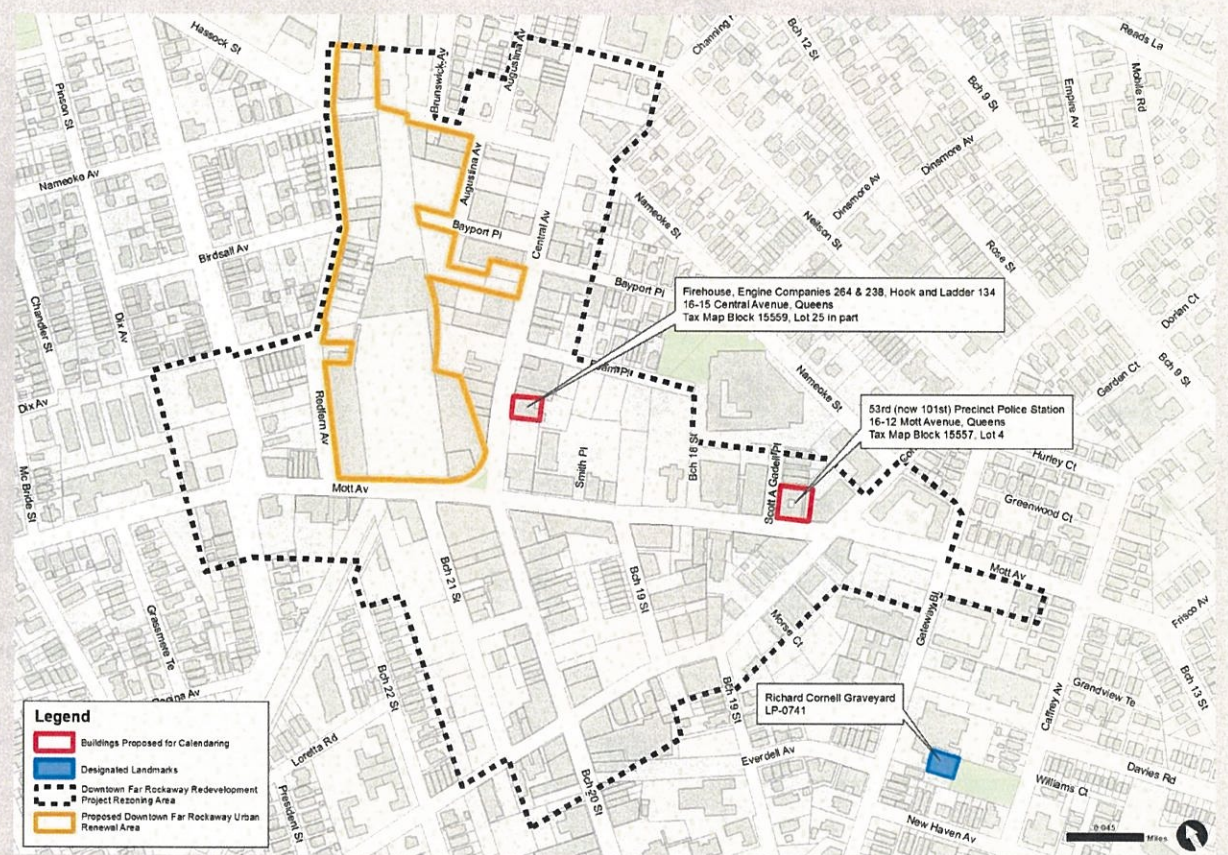 Hassock St
Brunswick Av
Augustina Av
Channing
Bch 12 St
Bch 9 St
Reads La
Mobile Rd
Empire Av
Pinson St
Nameoke Av
Augustina Av
Dinsmore Av
Dinsmore Av
Birdsall Av
Bayport Pl
Central Av
Nameoke St
Neilson St
Rose St
Chandler St
Dix Av
Bayport Pl
Dorian Ct
Firehouse, Engine Companies 264 & 238, Hook and Ladder 134
16-15 Central Avenue, Queens
Tax Map Block 15559, Lot 25 in part
Bch 9 St
Garden Ct
Nameoke St
Dix Av
Redfern Av
53rd (now 101st) Precinct Police Station
16-12 Mott Avenue, Queens
Tax Map Block 15557, Lot 4
Mc Bride St
Smith Pl
Bch 18 St
Scott A Gadell Pl
Hurley Ct
Greenwood Ct
Mott Av
Mott Av
Bch 21 St
Bch 19 St
Frisco Av
Grassmere Te
Bch 22 St
Morse Ct
Bch 19 St
Caffrey Av
Grandview Te
Bch 13 St
Richard Cornell Graveyard
LP-0741
Loretta Rd
Everdell Av
Davies Rd
Williams Ct
President St
Bch 20 St
New Haven Av
Legend
Buildings Proposed for Calendaring
Designated Landmarks
Downtown Far Rockaway Redevelopment
Project Rezoning Area
Proposed Downtown Far Rockaway Urban
Renewal Area
0.045
Miles